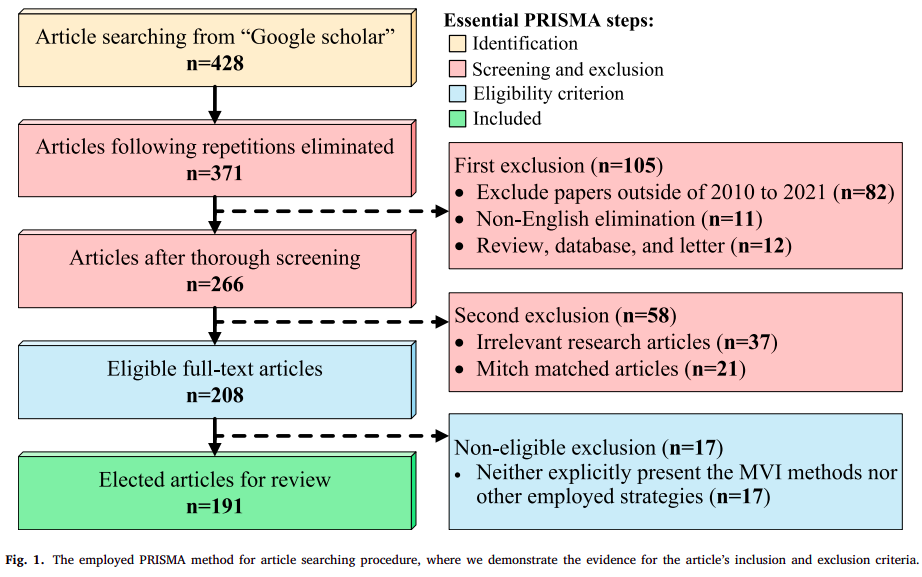 Article searching from “Google scholar”
n=428
Essential PRISMA steps:
Identification
Screening and exclusion
Eligibility criterion
Included
Articles following repetitions eliminated
n=371
First exclusion (n=105)
• Exclude papers outside of 2010 to 2021 (n=82)
• Non-English elimination (n=11)
• Review, database, and letter (n=12)
Articles after thorough screening
n=266
Second exclusion (n=58)
• Irrelevant research articles (n=37)
• Mitch matched articles (n=21)
Eligible full-text articles
n=208
Non-eligible exclusion (n=17)
• Neither explicitly present the MVI methods nor
other employed strategies (n=17)
Elected articles for review
n=191
Fig. 1. The employed PRISMA method for article searching procedure, where we demonstrate the evidence for the article’s inclusion and exclusion criteria.